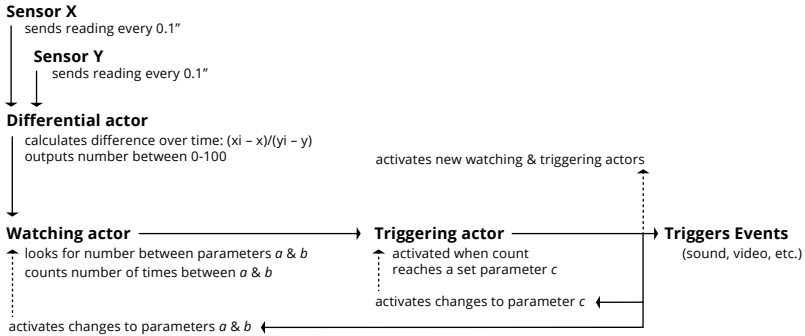 Sensor X
sends reading every 0.1”
Sensor Y
sends reading every 0.1”
Differential actor
calculates difference over time: (xi – x)/(yi – y)
outputs number between 0-100
activates new watching & triggering actors
Watching actor
looks for number between parameters a & b
counts number of times between a & b
Triggering actor
activated when count
reaches a set parameter c
Triggers Events
(sound, video, etc.)
activates changes to parameter c
activates changes to parameters a & b